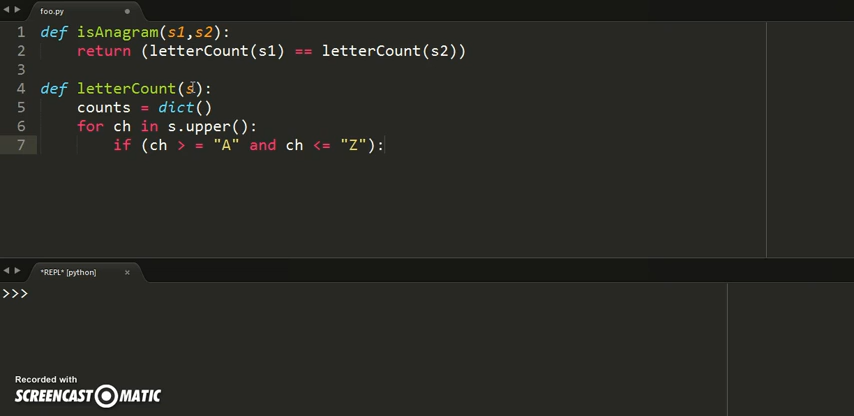 foo.py
1 def isAnagram(s1,s2):
2     return (letterCount(s1) == letterCount(s2))
3
4 def letterCount(s):
5     counts = dict()
6     for ch in s.upper():
7         if (ch > = "A" and ch <= "Z"):
*REPL* [python]
>>>
Recorded with
SCREENCAST MATIC